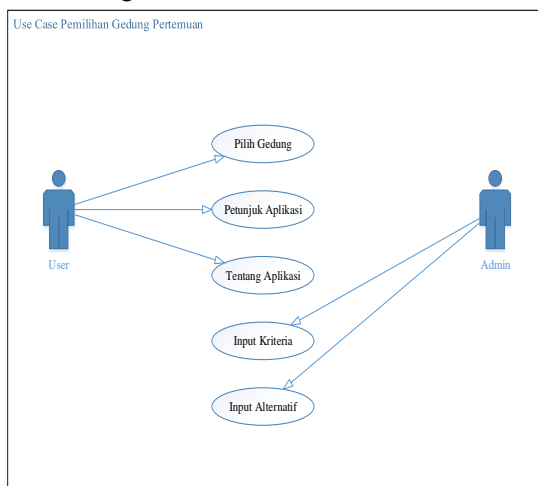 Use Case Pemilihan Gedung Pertemuan
Pilih Gedung
Petunjuk Aplikasi
User
Admin
Tentang Aplikasi
Input Kriteria
Input Alternatif